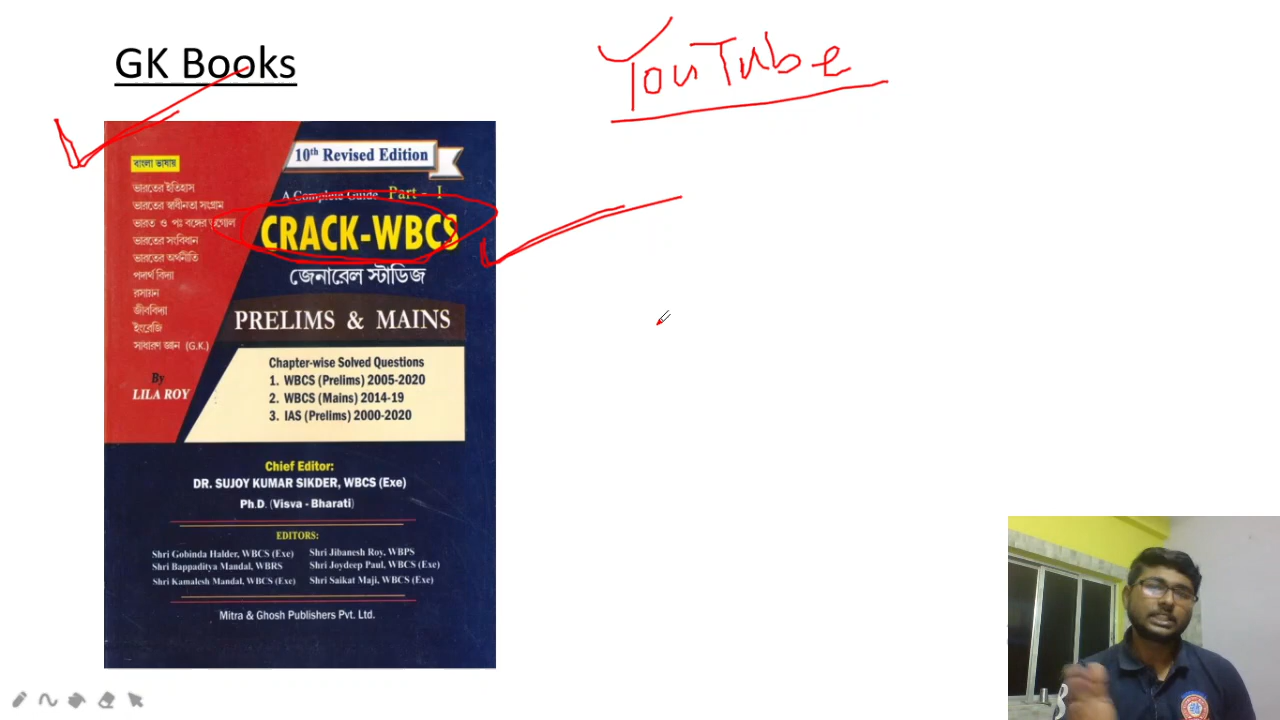 GK Books
YouTube
10th Revised Edition
বাংলা ভাষায়
A Complete Guide Part - I
ভারতের ইতিহাস
ভারতের স্বাধীনতা সংগ্রাম
ভারত ও পঃ বঙ্গের ভূগোল
ভারতের সংবিধান
ভারতের অর্থনীতি
পদার্থ বিদ্যা
রসায়ন
জীববিদ্যা
ইংরেজি
সাধারণ জ্ঞান (G.K.)
By
LILA ROY
CRACK-WBCS
জেনারেল স্টাডিজ
PRELIMS & MAINS
Chapter-wise Solved Questions
1. WBCS (Prelims) 2005-2020
2. WBCS (Mains) 2014-19
3. IAS (Prelims) 2000-2020
Chief Editor:
DR. SUJOY KUMAR SIKDER, WBCS (Exe)
Ph.D. (Visva - Bharati)
EDITORS:
Shri Gobinda Halder, WBCS (Exe) Shri Jibanesh Roy, WBPS
Shri Bappaditya Mandal, WBRS Shri Joydeep Paul, WBCS (Exe)
Shri Kamalesh Mandal, WBCS (Exe) Shri Saikat Maji, WBCS (Exe)
Mitra & Ghosh Publishers Pvt. Ltd.